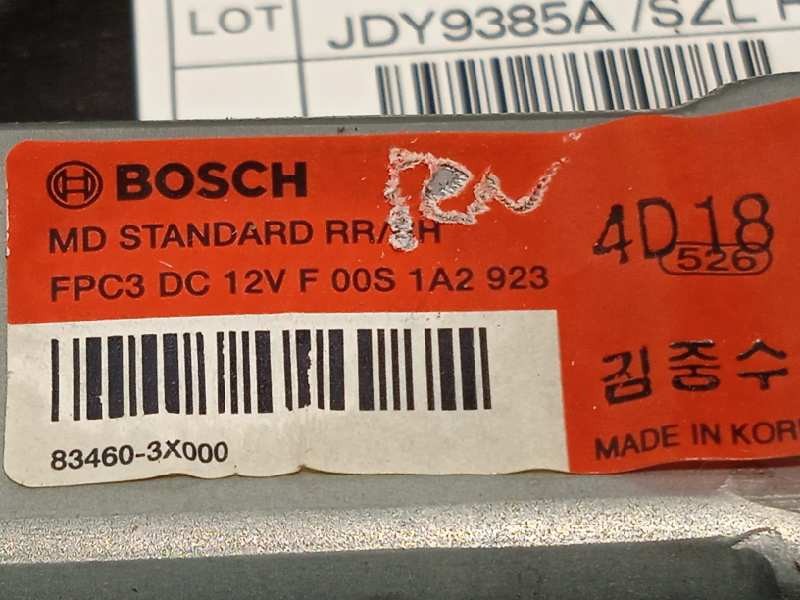 LOT
JDY9385A /SZL
BOSCH
MD STANDARD RR/RH
FPC3 DC 12V F 00S 1A2 923
4D18
526
김중수
83460-3X000
MADE IN KOR